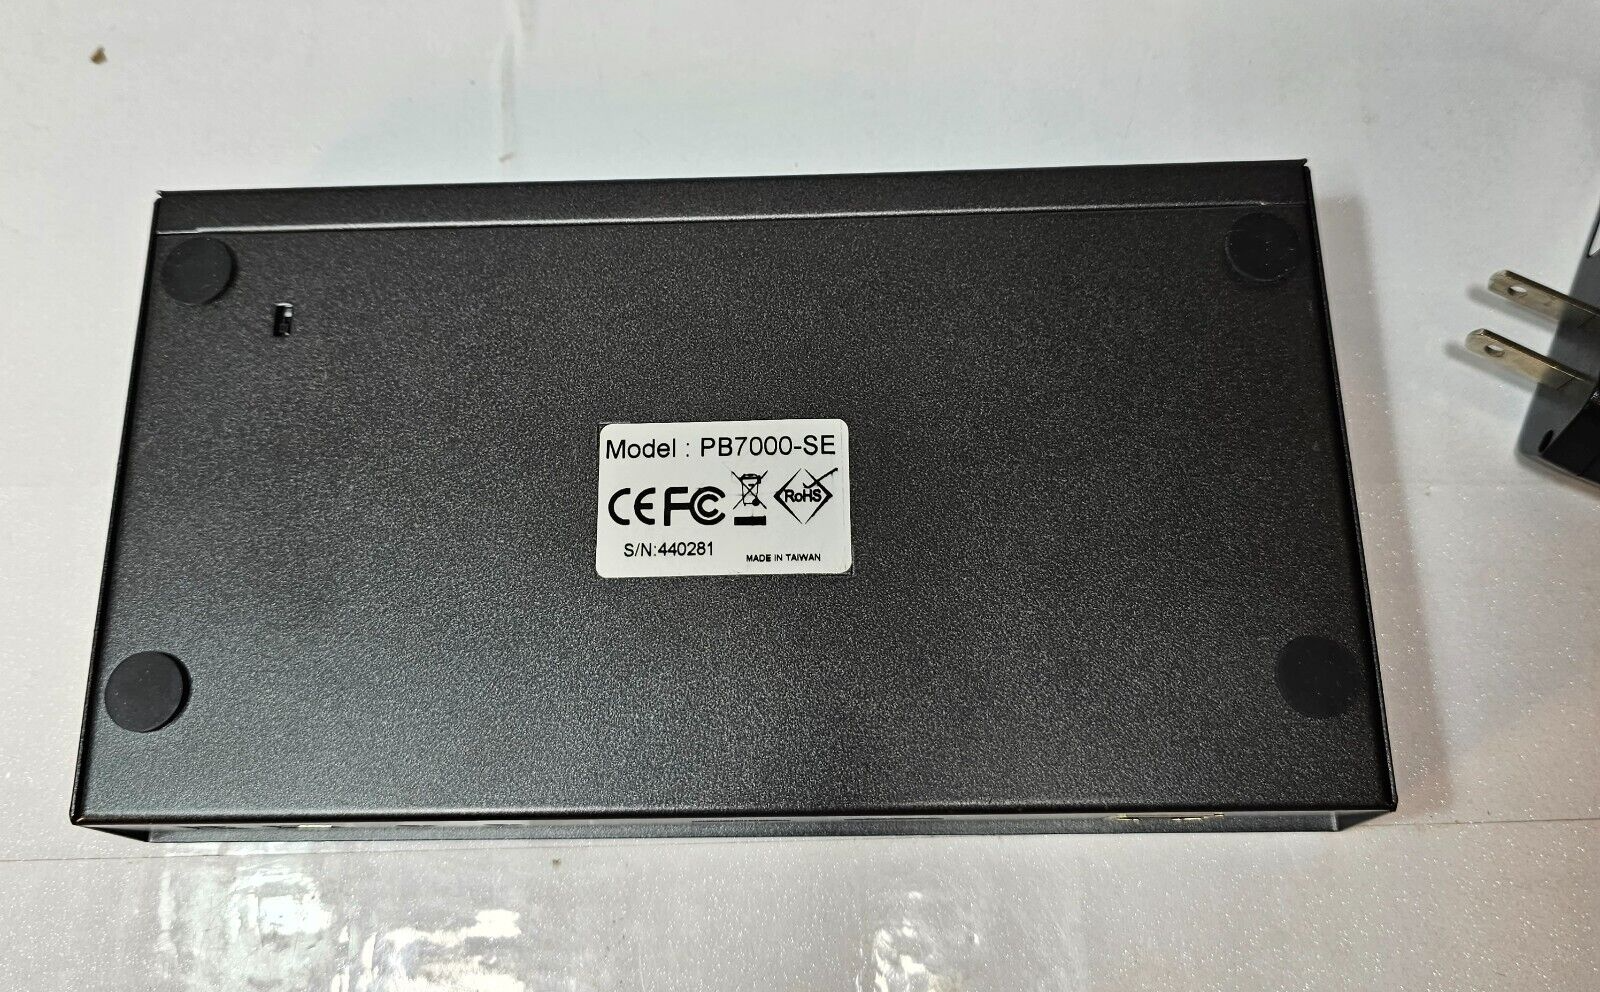 Model : PB7000-SE
CE FC RoHS
S/N:440281 MADE IN TAIWAN